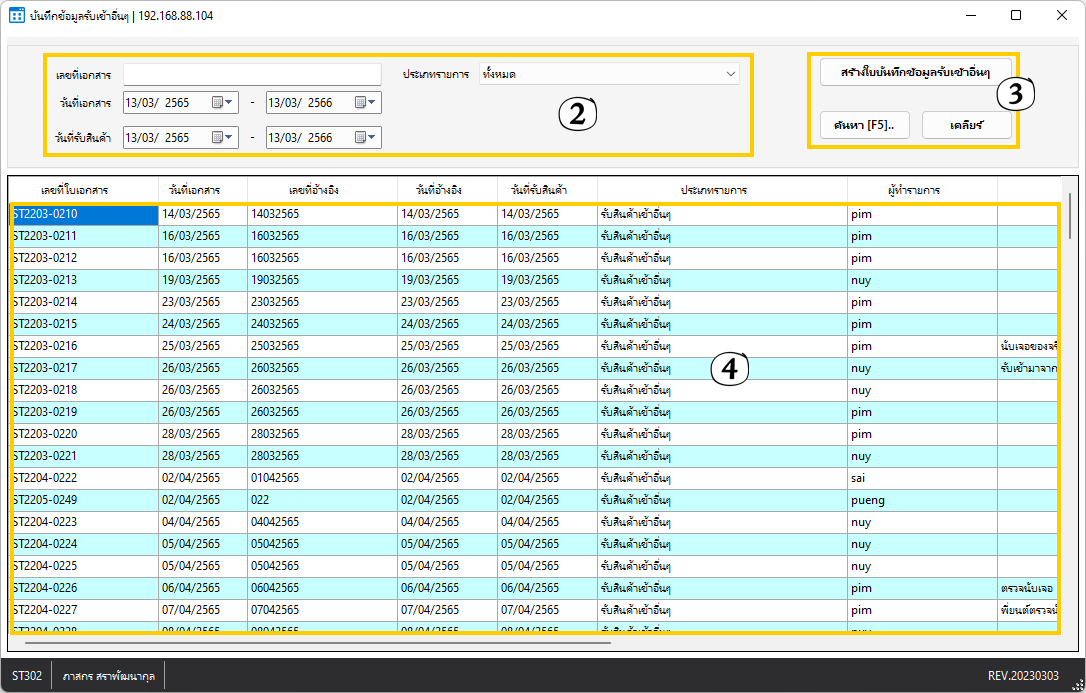 บันทึกข้อมูลรับเข้าอื่นๆ | 192.168.88.104
เลขที่เอกสาร ประเภทรายการ ทั้งหมด
วันที่เอกสาร 13/03/ 2565 - 13/03/ 2566
วันที่รับสินค้า 13/03/ 2565 - 13/03/ 2566
2
สร้างใบบันทึกข้อมูลรับเข้าอื่นๆ
ค้นหา [F5].. เคลียร์
3
เลขที่ใบเอกสาร วันที่เอกสาร เลขที่อ้างอิง วันที่อ้างอิง วันที่รับสินค้า ประเภทรายการ ผู้ทำรายการ
ST2203-0210 14/03/2565 14032565 14/03/2565 14/03/2565 รับสินค้าเข้าอื่นๆ pim
ST2203-0211 16/03/2565 16032565 16/03/2565 16/03/2565 รับสินค้าเข้าอื่นๆ pim
ST2203-0212 16/03/2565 16032565 16/03/2565 16/03/2565 รับสินค้าเข้าอื่นๆ pim
ST2203-0213 19/03/2565 19032565 19/03/2565 19/03/2565 รับสินค้าเข้าอื่นๆ nuy
ST2203-0214 23/03/2565 23032565 23/03/2565 23/03/2565 รับสินค้าเข้าอื่นๆ pim
ST2203-0215 24/03/2565 24032565 24/03/2565 24/03/2565 รับสินค้าเข้าอื่นๆ pim
ST2203-0216 25/03/2565 25032565 25/03/2565 25/03/2565 รับสินค้าเข้าอื่นๆ pim นับเจอของจริ
ST2203-0217 26/03/2565 26032565 26/03/2565 26/03/2565 รับสินค้าเข้าอื่นๆ nuy รับเข้ามาจาก
4
ST2203-0218 26/03/2565 26032565 26/03/2565 26/03/2565 รับสินค้าเข้าอื่นๆ nuy
ST2203-0219 26/03/2565 26032565 26/03/2565 26/03/2565 รับสินค้าเข้าอื่นๆ pim
ST2203-0220 28/03/2565 28032565 28/03/2565 28/03/2565 รับสินค้าเข้าอื่นๆ pim
ST2203-0221 28/03/2565 28032565 28/03/2565 28/03/2565 รับสินค้าเข้าอื่นๆ nuy
ST2204-0222 02/04/2565 01042565 02/04/2565 02/04/2565 รับสินค้าเข้าอื่นๆ sai
ST2205-0249 02/04/2565 022 02/04/2565 02/04/2565 รับสินค้าเข้าอื่นๆ pueng
ST2204-0223 04/04/2565 04042565 04/04/2565 04/04/2565 รับสินค้าเข้าอื่นๆ nuy
ST2204-0224 05/04/2565 05042565 05/04/2565 05/04/2565 รับสินค้าเข้าอื่นๆ nuy
ST2204-0225 05/04/2565 05042565 05/04/2565 05/04/2565 รับสินค้าเข้าอื่นๆ nuy
ST2204-0226 06/04/2565 06042565 06/04/2565 06/04/2565 รับสินค้าเข้าอื่นๆ pim ตรวจนับเจอ
ST2204-0227 07/04/2565 07042565 07/04/2565 07/04/2565 รับสินค้าเข้าอื่นๆ pim พี่ยนต์ตรวจนั
ST2204-0228 08/04/2565 08042565 08/04/2565 08/04/2565 รับสินค้าเข้าอื่นๆ nuy
ST302 ภาสกร สราพัฒนากุล REV.20230303